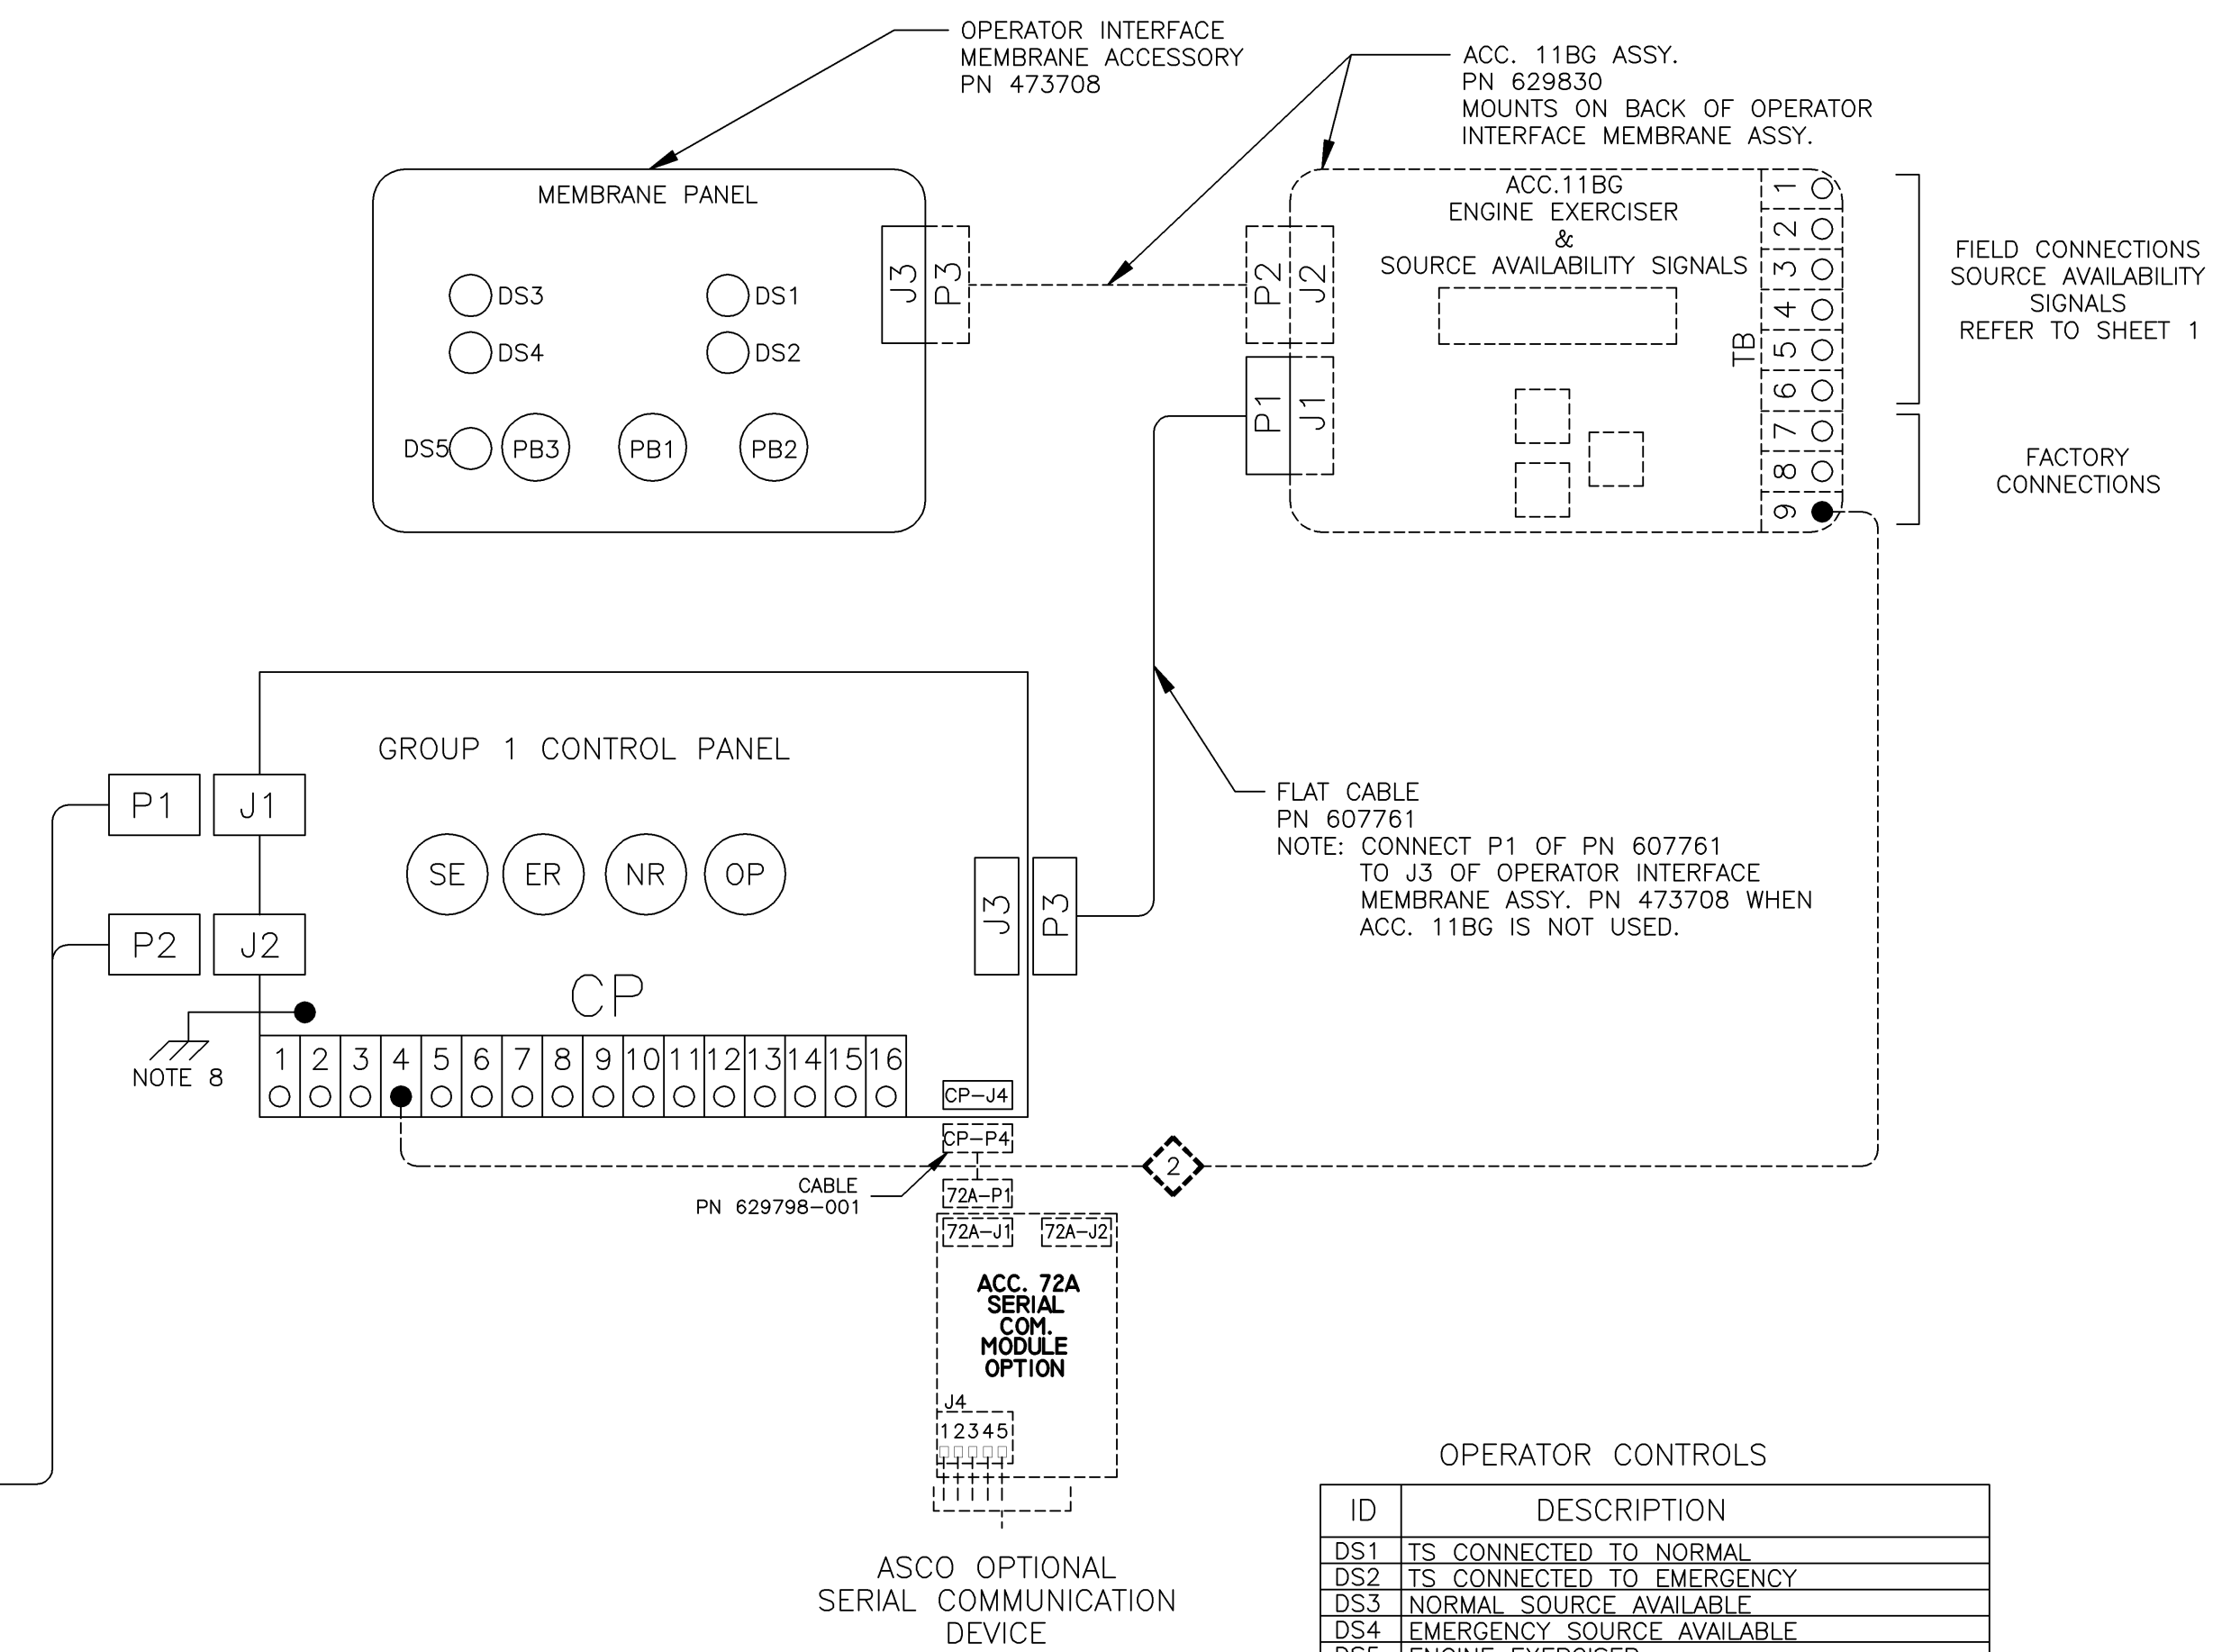 OPERATOR INTERFACE
MEMBRANE ACCESSORY
PN 473708
ACC. 11BG ASSY.
PN 629830
MOUNTS ON BACK OF OPERATOR
INTERFACE MEMBRANE ASSY.
MEMBRANE PANEL
DS3
DS1
DS4
DS2
DS5
PB3
PB1
PB2
J3
P3
P2
J2
P1
J1
ACC.11BG
ENGINE EXERCISER
&
SOURCE AVAILABILITY SIGNALS
TB
1
2
3
4
5
6
7
8
9
FIELD CONNECTIONS
SOURCE AVAILABILITY
SIGNALS
REFER TO SHEET 1
FACTORY
CONNECTIONS
GROUP 1 CONTROL PANEL
P1
J1
SE
ER
NR
OP
P2
J2
J3
P3
CP
NOTE 8
1 2 3 4 5 6 7 8 9 10 11 12 13 14 15 16
FLAT CABLE
PN 607761
NOTE: CONNECT P1 OF PN 607761
TO J3 OF OPERATOR INTERFACE
MEMBRANE ASSY. PN 473708 WHEN
ACC. 11BG IS NOT USED.
CP-J4
CP-P4
2
CABLE
PN 629798-001
72A-P1
72A-J1
72A-J2
ACC. 72A
SERIAL
COM.
MODULE
OPTION
J4
12345
ASCO OPTIONAL
SERIAL COMMUNICATION
DEVICE
OPERATOR CONTROLS
ID DESCRIPTION
DS1 TS CONNECTED TO NORMAL
DS2 TS CONNECTED TO EMERGENCY
DS3 NORMAL SOURCE AVAILABLE
DS4 EMERGENCY SOURCE AVAILABLE
DS5 ENGINE EXERCISER